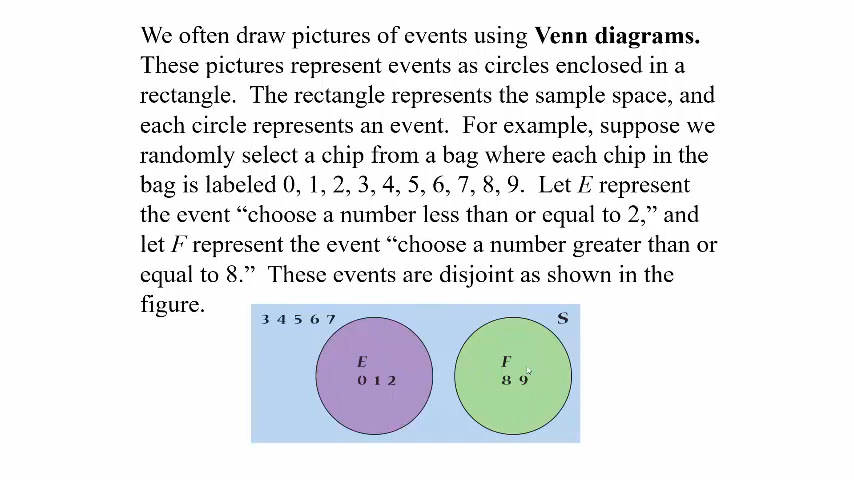 We often draw pictures of events using Venn diagrams.
These pictures represent events as circles enclosed in a
rectangle. The rectangle represents the sample space, and
each circle represents an event. For example, suppose we
randomly select a chip from a bag where each chip in the
bag is labeled 0, 1, 2, 3, 4, 5, 6, 7, 8, 9. Let E represent
the event “choose a number less than or equal to 2,” and
let F represent the event “choose a number greater than or
equal to 8.” These events are disjoint as shown in the
figure.
3 4 5 6 7
S
E
0 1 2
F
8 9